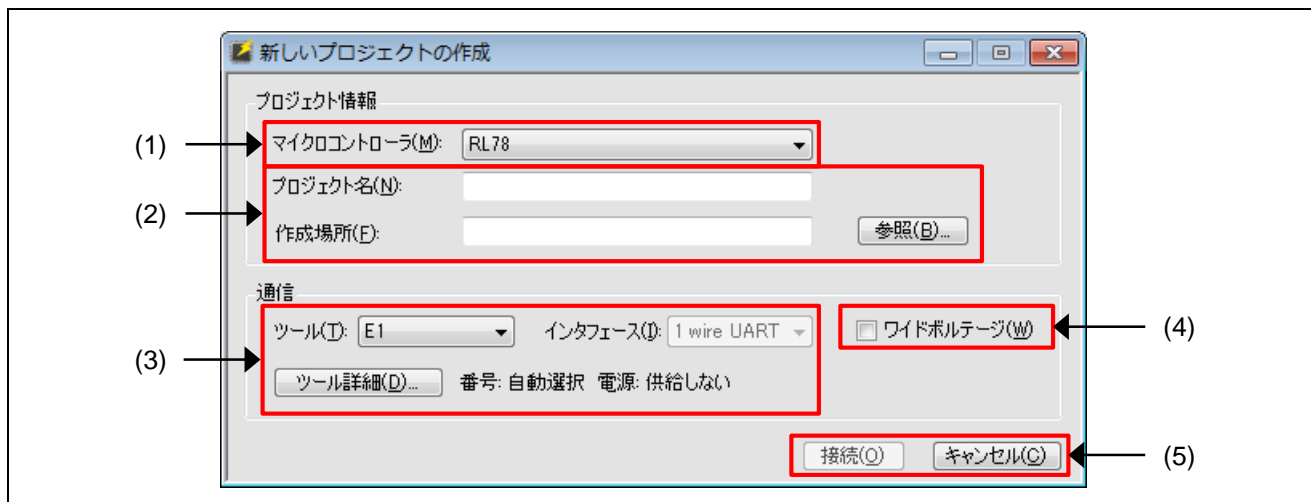 新しいプロジェクトの作成
プロジェクト情報
(1)
マイクロコントローラ(M): RL78
(2)
プロジェクト名(N):
作成場所(F): 参照(B)...
通信
(3)
ツール(T): E1 インタフェース(I): 1 wire UART
ワイドボルテージ(W)
(4)
ツール詳細(D)... 番号: 自動選択 電源: 供給しない
接続(O) キャンセル(C)
(5)